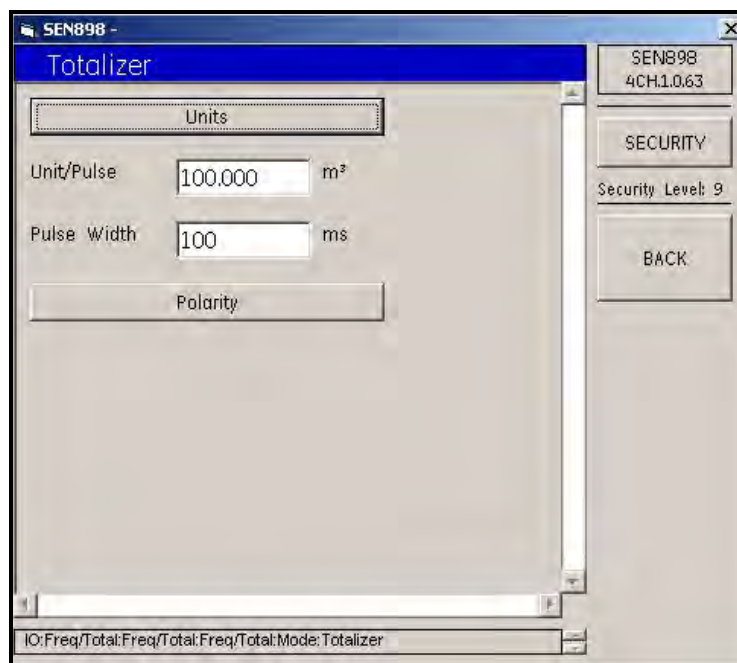 SEN898 -
Totalizer
Units
Unit/Pulse 100.000 m³
Pulse Width 100 ms
Polarity
SEN898
4CH.1.0.63
SECURITY
Security Level: 9
BACK
IO:Freq/Total:Freq/Total:Freq/Total:Mode:Totalizer